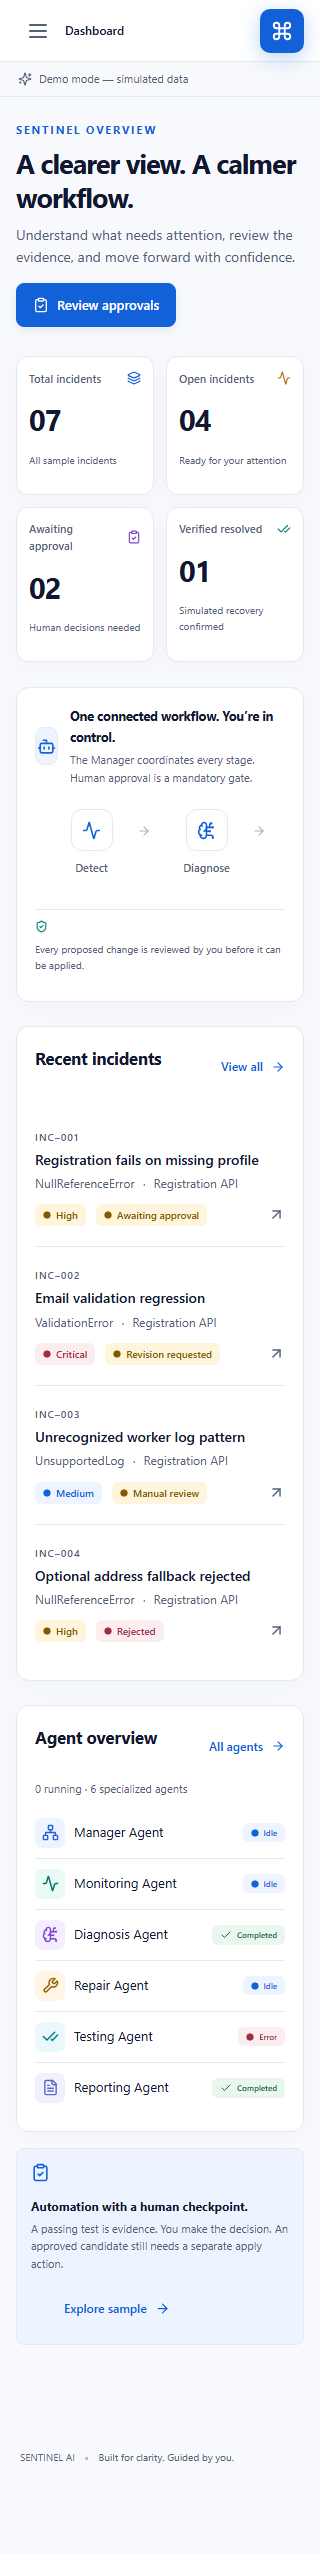 Dashboard
Demo mode — simulated data
SENTINEL OVERVIEW
A clearer view. A calmer
workflow.
Understand what needs attention, review the
evidence, and move forward with confidence.
Review approvals
Total incidents
07
All sample incidents
Open incidents
04
Ready for your attention
Awaiting
approval
02
Human decisions needed
Verified resolved
01
Simulated recovery
confirmed
One connected workflow. You’re in
control.
The Manager coordinates every stage.
Human approval is a mandatory gate.
Detect
Diagnose
Every proposed change is reviewed by you before it can
be applied.
Recent incidents
View all
INC-001
Registration fails on missing profile
NullReferenceError · Registration API
High
Awaiting approval
INC-002
Email validation regression
ValidationError · Registration API
Critical
Revision requested
INC-003
Unrecognized worker log pattern
UnsupportedLog · Registration API
Medium
Manual review
INC-004
Optional address fallback rejected
NullReferenceError · Registration API
High
Rejected
Agent overview
All agents
0 running · 6 specialized agents
Manager Agent
Idle
Monitoring Agent
Idle
Diagnosis Agent
Completed
Repair Agent
Idle
Testing Agent
Error
Reporting Agent
Completed
Automation with a human checkpoint.
A passing test is evidence. You make the decision. An
approved candidate still needs a separate apply
action.
Explore sample
SENTINEL AI • Built for clarity. Guided by you.